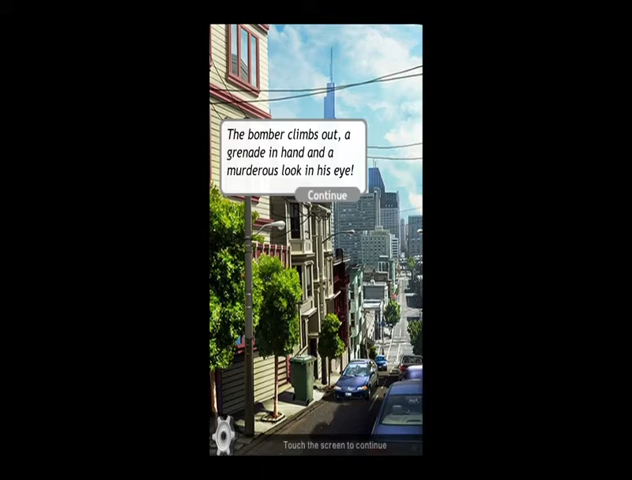 The bomber climbs out, a
grenade in hand and a
murderous look in his eye!
Continue
Touch the screen to continue